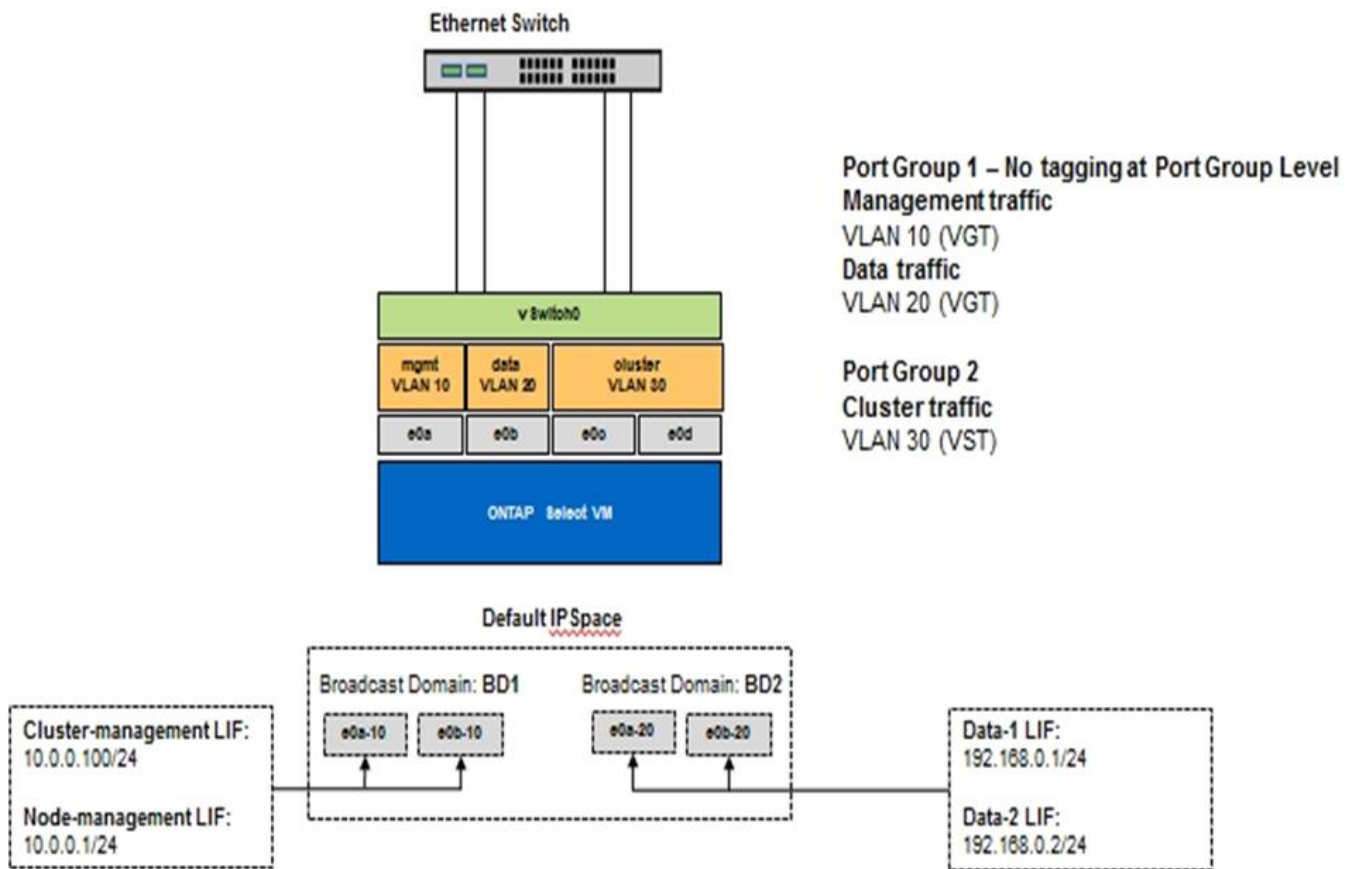 Ethernet Switch
Port Group 1 – No tagging at Port Group Level
Management traffic
VLAN 10 (VGT)
Data traffic
VLAN 20 (VGT)
Port Group 2
Cluster traffic
VLAN 30 (VST)
vSwitch0
mgmt
VLAN 10
data
VLAN 20
cluster
VLAN 30
e0a
e0b
e0c
e0d
ONTAP Select VM
Default IPSpace
Broadcast Domain: BD1
Broadcast Domain: BD2
e0a-10
e0b-10
e0a-20
e0b-20
Cluster-management LIF:
10.0.0.100/24
Node-management LIF:
10.0.0.1/24
Data-1 LIF:
192.168.0.1/24
Data-2 LIF:
192.168.0.2/24